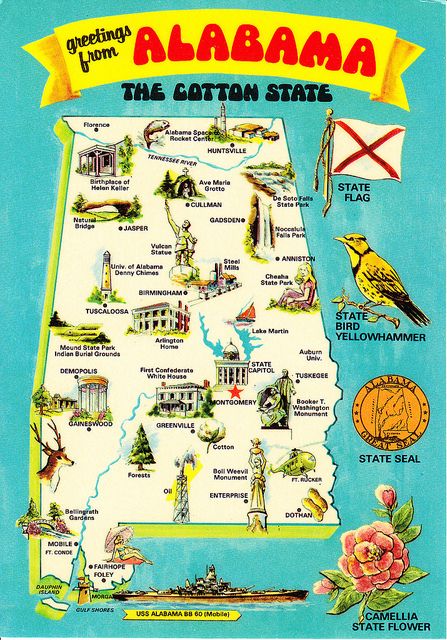 greetings
from
ALABAMA
THE COTTON STATE
Florence
Alabama Space
Rocket Center
HUNTSVILLE
TENNESSEE RIVER
Birthplace of
Helen Keller
Ave Maria
Grotto
CULLMAN
De Soto Falls
State Park
STATE
FLAG
Natural
Bridge
JASPER
GADSDEN
Noccalula
Falls Park
Vulcan
Statue
ANNISTON
Univ. of Alabama
Denny Chimes
Steel
Mills
Cheaha
State Park
BIRMINGHAM
TUSCALOOSA
STATE
BIRD
YELLOWHAMMER
Arlington
Home
Lake Martin
Mound State Park
Indian Burial Grounds
Auburn
Univ.
DEMOPOLIS
First Confederate
White House
STATE
CAPITOL
TUSKEGEE
ALABAMA
GREAT SEAL
MONTGOMERY
Booker T.
Washington
Monument
GAINESWOOD
GREENVILLE
STATE SEAL
Cotton
Forests
Oil
Boll Weevil
Monument
FT. RUCKER
ENTERPRISE
Bellingrath
Gardens
DOTHAN
MOBILE
FT. CONDE
FAIRHOPE
FOLEY
DAUPHIN
ISLAND
GULF SHORES
USS ALABAMA BB 60 (Mobile)
CAMELLIA
STATE FLOWER